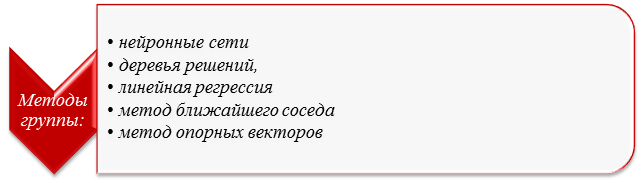 Методы
группы:
• нейронные сети
• деревья решений,
• линейная регрессия
• метод ближайшего соседа
• метод опорных векторов